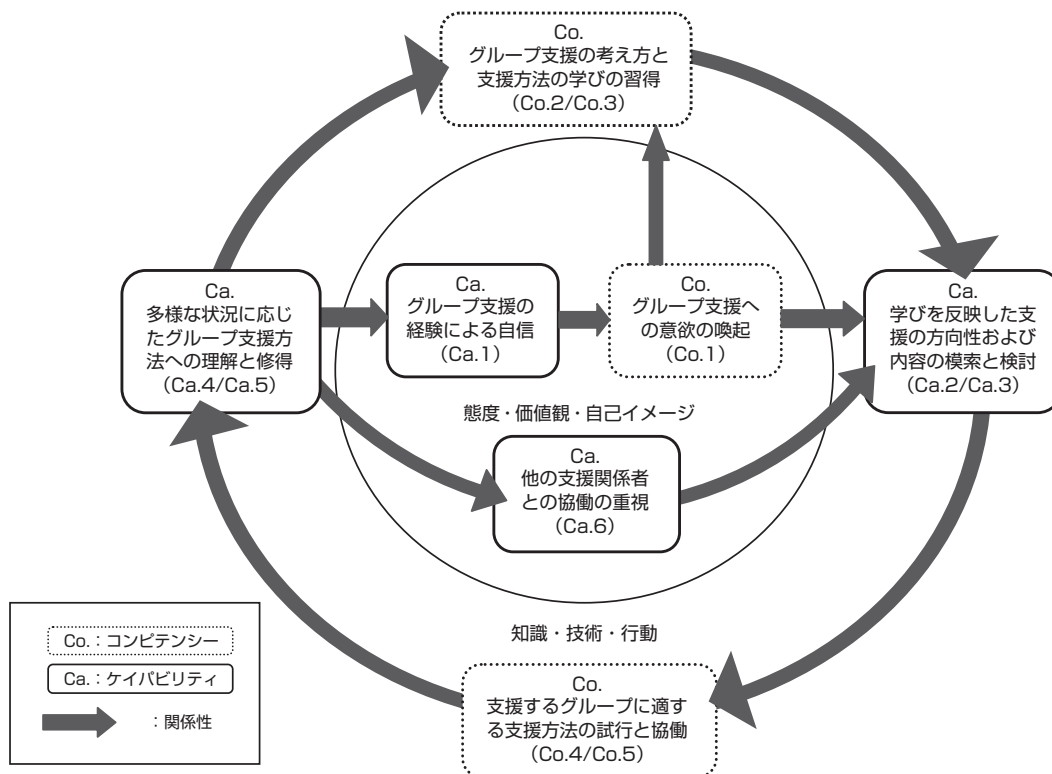 Co.
グループ支援の考え方と
支援方法の学びの習得
（Co.2/Co.3）
Ca.
多様な状況に応じ
たグループ支援方
法への理解と修得
（Ca.4/Ca.5）
Ca.
グループ支援の
経験による自信
（Ca.1）
Co.
グループ支援へ
の意欲の喚起
（Co.1）
Ca.
学びを反映した支
援の方向性および
内容の模索と検討
（Ca.2/Ca.3）
態度・価値観・自己イメージ
Ca.
他の支援関係者
との協働の重視
（Ca.6）
知識・技術・行動
Co.
支援するグループに適す
る支援方法の試行と協働
（Co.4/Co.5）
Co.：コンピテンシー
Ca.：ケイパビリティ
：関係性